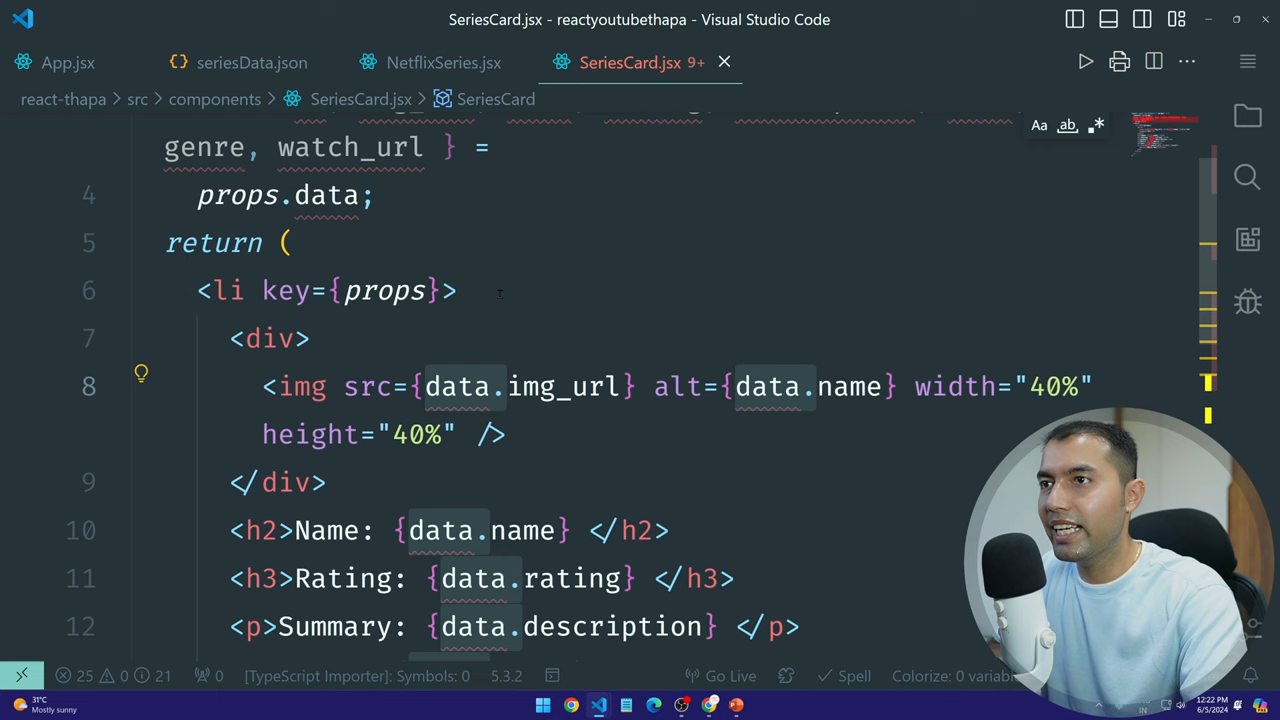 SeriesCard.jsx - reactyoutubethapa - Visual Studio Code
App.jsx
{} seriesData.json
NetflixSeries.jsx
SeriesCard.jsx 9+
react-thapa > src > components > SeriesCard.jsx > SeriesCard
Aa ab .*
genre, watch_url } =
4 props.data;
5 return (
6 <li key={props}>
7 <div>
8 <img src={data.img_url} alt={data.name} width="40%"
height="40%" />
9 </div>
10 <h2>Name: {data.name} </h2>
11 <h3>Rating: {data.rating} </h3>
12 <p>Summary: {data.description} </p>
25 0 21 0 [TypeScript Importer]: Symbols: 0 5.3.2 Go Live Spell Colorize: 0 variab
31°C
Mostly sunny
IN
12:22 PM
6/5/2024